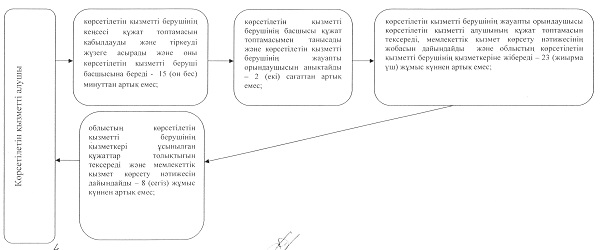 Көрсетілетін қызметті алушы
көрсетілетін қызметті берушінің
кеңсесі құжат топтамасын
қабылдауды және тіркеуді
жүзеге асырады және оны
көрсетілетін қызметті беруші
басшысына береді - 15 (он бес)
минуттан артық емес;
көрсетілетін қызметті
берушінің басшысы құжат
топтамасымен танысады
және көрсетілетін қызметті
берушінің жауапты
орындаушысын анықтайды
– 2 (екі) сағаттан артық
емес;
көрсетілетін қызметті берушінің жауапты орындаушысы
көрсетілетін қызметті алушының құжат топтамасын
тексереді, мемлекеттік қызмет көрсету нәтижесінің
жобасын дайындайды және облыстың көрсетілетін
қызметті берушінің қызметкеріне жібереді – 23 (жиырма
үш) жұмыс күннен артық емес;
облыстың көрсетілетін
қызметті берушінің
қызметкері ұсынылған
құжаттар толықтығын
тексереді және мемлекеттік
қызмет көрсету нәтижесін
дайындайды – 8 (сегіз) жұмыс
күннен артық емес;